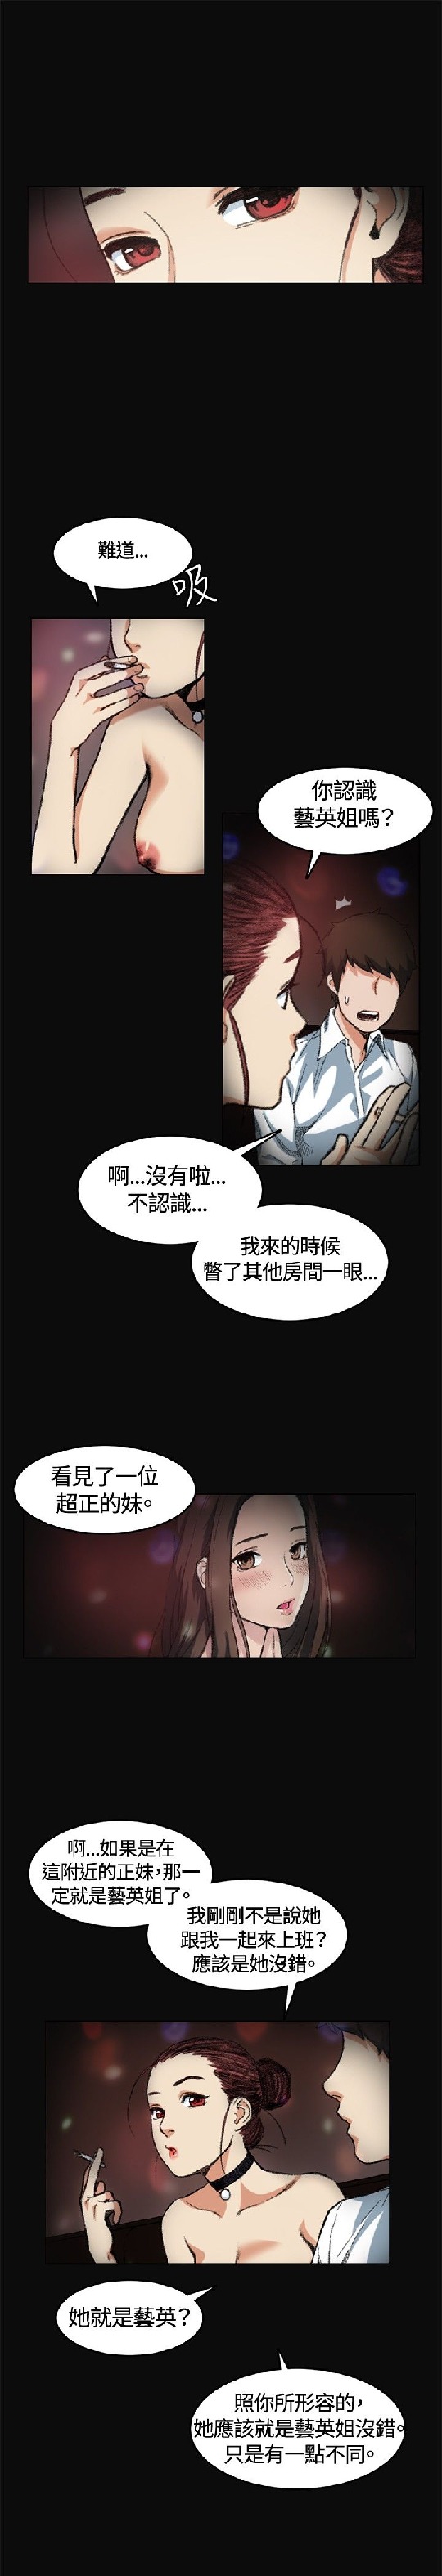 難道...
吸
你認識
藝英姐嗎?
啊...沒有啦...
不認識...
我來的時候
瞥了其他房間一眼...
看見了一位
超正的妹。
啊...如果是在
這附近的正妹,那一
定就是藝英姐了。
我剛剛不是說她
跟我一起來上班?
應該是她沒錯。
她就是藝英?
照你所形容的,
她應該就是藝英姐沒錯。
只是有一點不同。